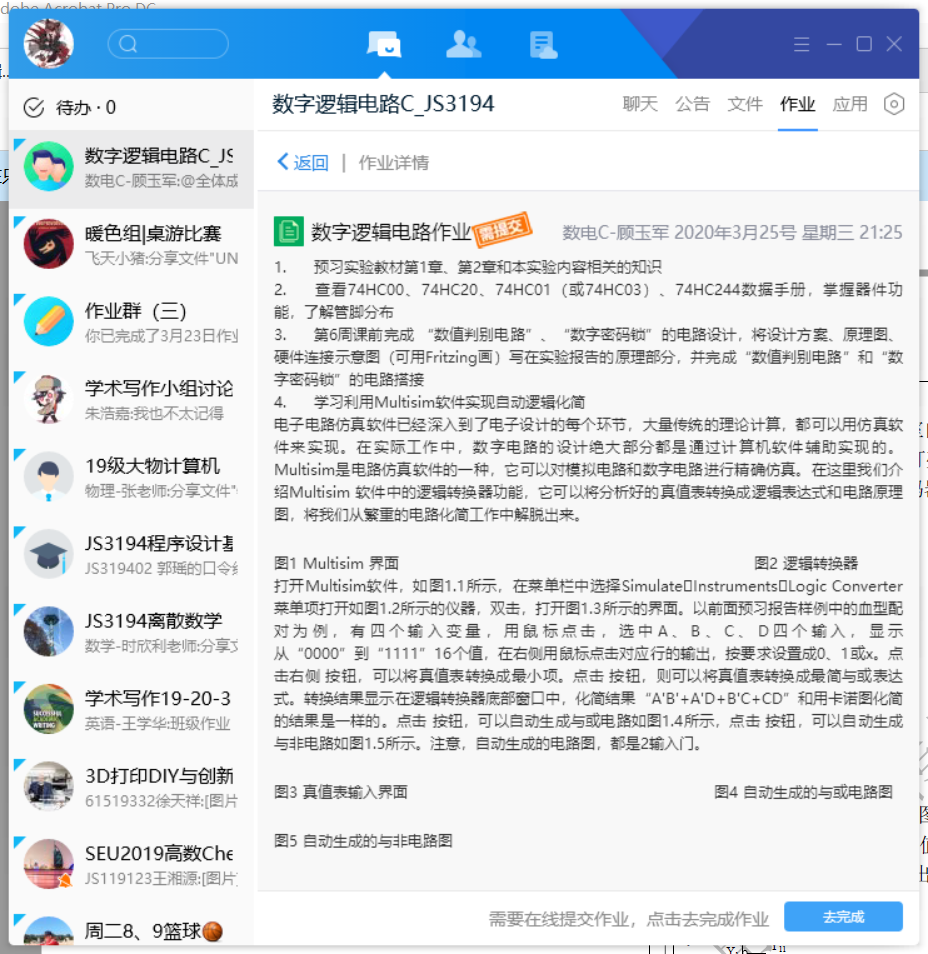 dobe Acrobat Pro DC
待办 · 0
数字逻辑电路C_JS
数电C-顾玉军:@全体成
暖色组|桌游比赛
飞天小猪:分享文件"UN
作业群（三）
你已完成了3月23日作业
学术写作小组讨论
朱浩嘉:我也不太记得
19级大物计算机
物理-张老师:分享文件"
JS3194程序设计基
JS319402 郭瑶的口令红
JS3194离散数学
数学-时欣利老师:分享文
学术写作19-20-3
英语-王学华:班级作业
3D打印DIY与创新
61519332徐天祥:[图片
SEU2019高数Che
JS119123王湘源:[图片]
周二8、9篮球🏀
数字逻辑电路C_JS3194
聊天 公告 文件 作业 应用
返回 | 作业详情
数字逻辑电路作业 需提交 数电C-顾玉军 2020年3月25号 星期三 21:25
1. 预习实验教材第1章、第2章和本实验内容相关的知识
2. 查看74HC00、74HC20、74HC01（或74HC03）、74HC244数据手册，掌握器件功
能，了解管脚分布
3. 第6周课前完成 “数值判别电路” 、 “数字密码锁” 的电路设计，将设计方案、原理图、
硬件连接示意图（可用Fritzing画）写在实验报告的原理部分，并完成“数值判别电路”和“数
字密码锁”的电路搭接
4. 学习利用Multisim软件实现自动逻辑化简
电子电路仿真软件已经深入到了电子设计的每个环节，大量传统的理论计算，都可以用仿真软
件来实现。在实际工作中，数字电路的设计绝大部分都是通过计算机软件辅助实现的。
Multisim是电路仿真软件的一种，它可以对模拟电路和数字电路进行精确仿真。在这里我们介
绍Multisim 软件中的逻辑转换器功能，它可以将分析好的真值表转换成逻辑表达式和电路原理
图，将我们从繁重的电路化简工作中解脱出来。
图1 Multisim 界面 图2 逻辑转换器
打开Multisim软件，如图1.1所示，在菜单栏中选择Simulate▯Instruments▯Logic Converter
菜单项打开如图1.2所示的仪器，双击，打开图1.3所示的界面。以前面预习报告样例中的血型配
对为例，有四个输入变量，用鼠标点击，选中A、B、C、D四个输入，显示
从“0000”到“1111”16个值，在右侧用鼠标点击对应行的输出，按要求设置成0、1或x。点
击右侧 按钮，可以将真值表转换成最小项。点击 按钮，则可以将真值表转换成最简与或表达
式。转换结果显示在逻辑转换器底部窗口中，化简结果“A'B'+A'D+B'C+CD”和用卡诺图化简
的结果是一样的。点击 按钮，可以自动生成与或电路如图1.4所示，点击 按钮，可以自动生成
与非电路如图1.5所示。注意，自动生成的电路图，都是2输入门。
图3 真值表输入界面 图4 自动生成的与或电路图
图5 自动生成的与非电路图
需要在线提交作业，点击去完成作业 去完成